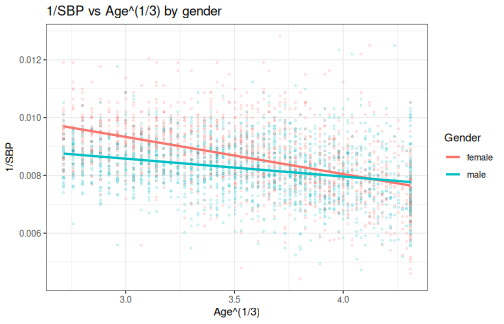 1/SBP vs Age^(1/3) by gender
0.012
0.010
0.008
0.006
1/SBP
3.0
3.5
4.0
Age^(1/3)
Gender
female
male